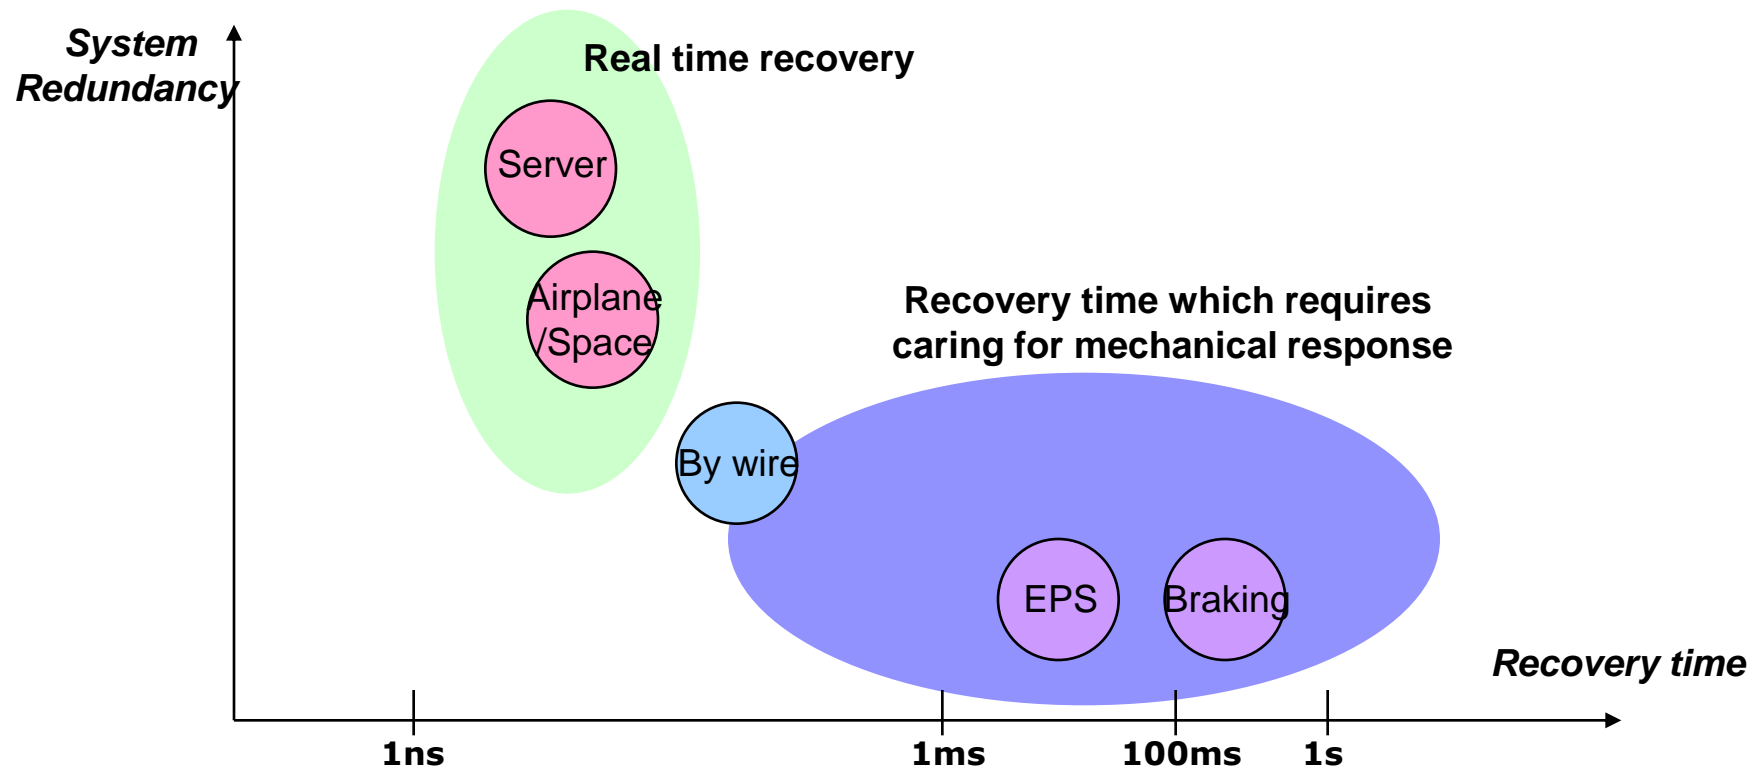 System
Redundancy
Real time recovery
Server
Airplane
/Space
Recovery time which requires
caring for mechanical response
By wire
EPS
Braking
Recovery time
1ns
1ms
100ms
1s